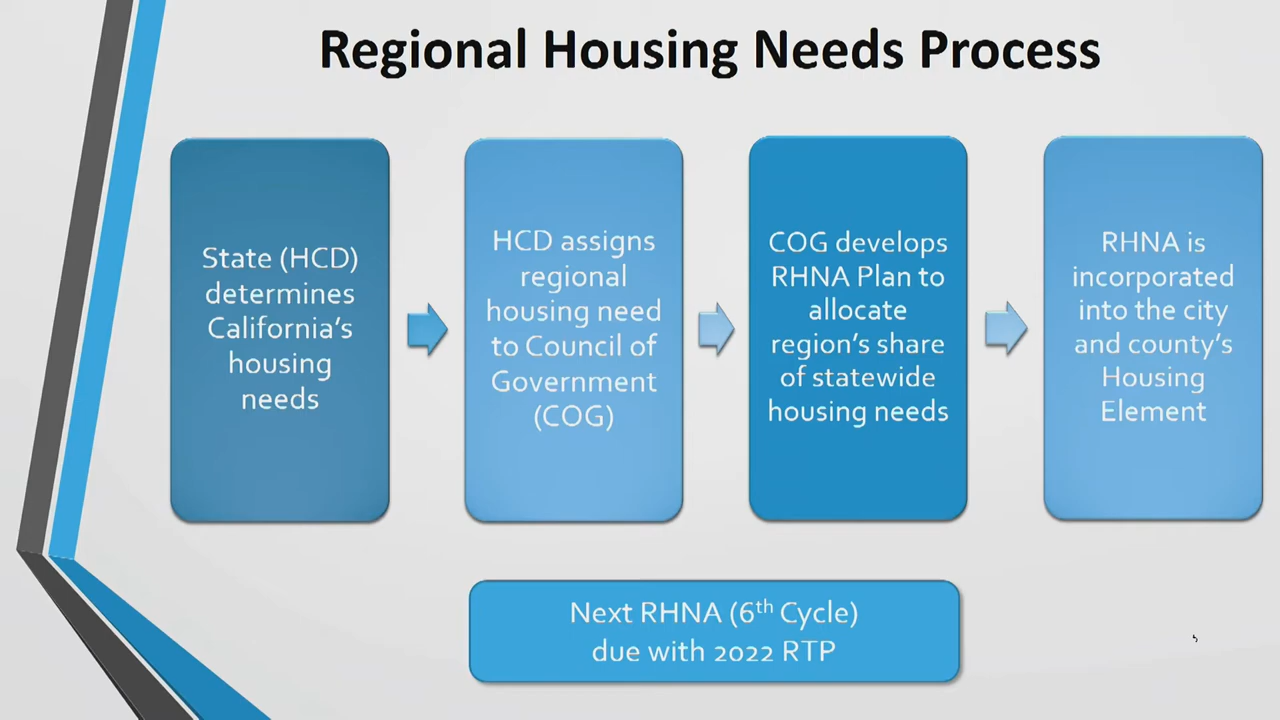 Regional Housing Needs Process
State (HCD)
determines
California's
housing
needs
HCD assigns
regional
housing need
to Council of
Government
(COG)
COG develops
RHNA Plan to
allocate
region's share
of statewide
housing needs
RHNA is
incorporated
into the city
and county's
Housing
Element
Next RHNA (6th Cycle)
due with 2022 RTP